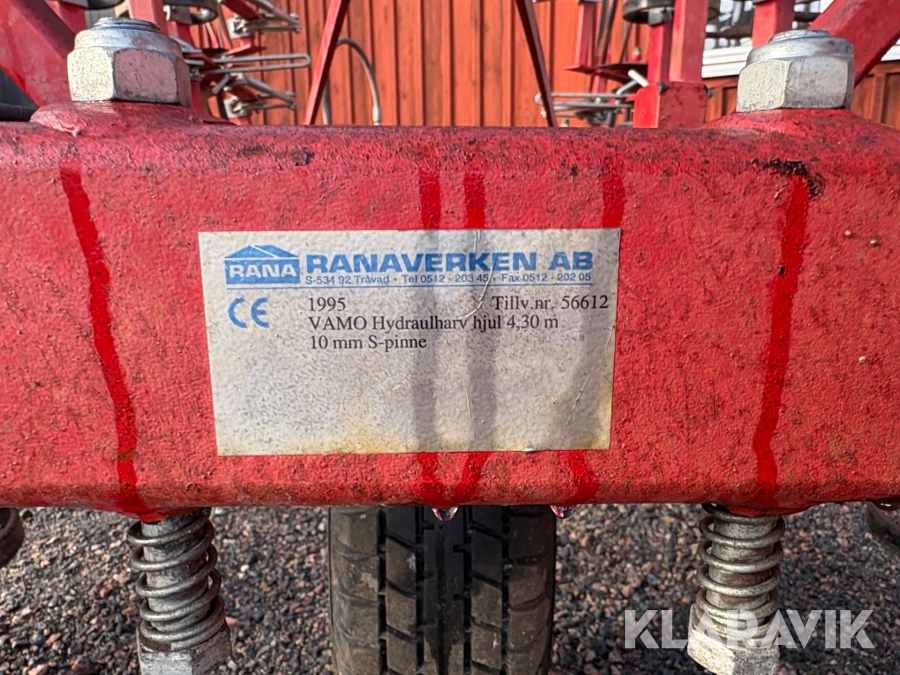 RANA RANAVERKEN AB
S-534 92 Tråvad • Tel 0512 - 203 45 • Fax 0512 - 202 05
CE 1995 Tillv.nr. 56612
VAMO Hydraulharv hjul 4,30 m
10 mm S-pinne
KLARAVIK